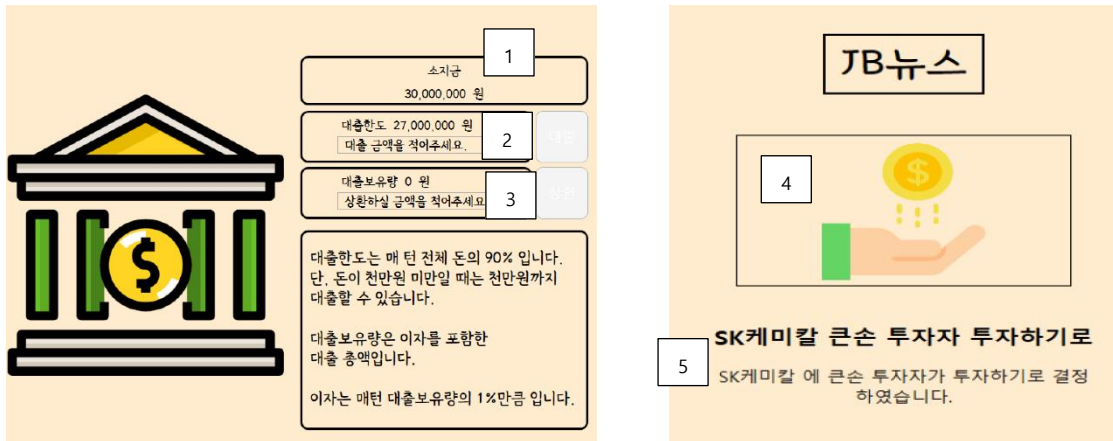 1
소지금
30,000,000 원
대출한도 27,000,000 원
대출 금액을 적어주세요.
2
대출보유량 0 원
상환하실 금액을 적어주세요
3
대출한도는 매 턴 전체 돈의 90% 입니다.
단, 돈이 천만원 미만일 때는 천만원까지
대출할 수 있습니다.
대출보유량은 이자를 포함한
대출 총액입니다.
이자는 매턴 대출보유량의 1%만큼 입니다.
JB뉴스
4
SK케미칼 큰손 투자자 투자하기로
5
SK케미칼 에 큰손 투자자가 투자하기로 결정
하였습니다.